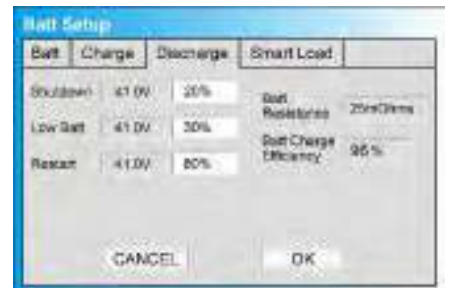 Batt Setup
Batt Charge Discharge Smart Load
Shutdown 41.0V 20%
Low Batt 41.0V 30%
Restart 41.0V 80%
Batt Resistance 25mOhms
Batt Charge Efficiency 95%
CANCEL OK